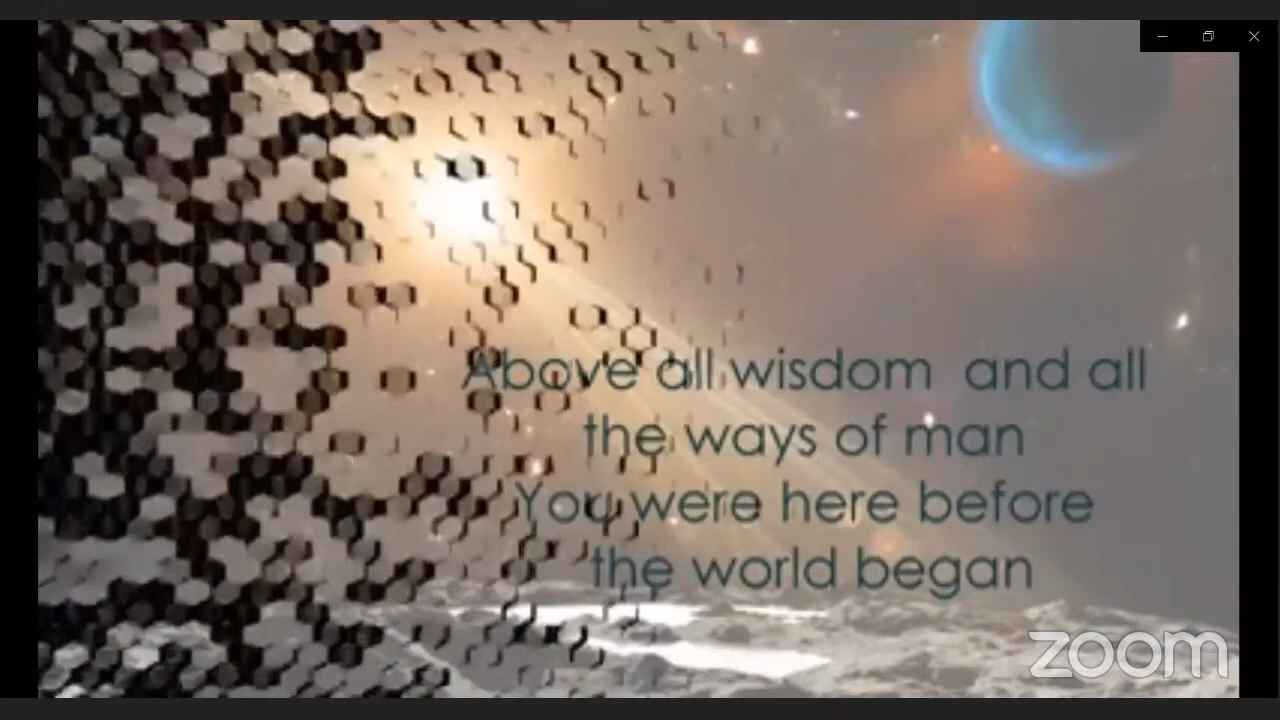 Above all wisdom and all
the ways of man
You were here before
the world began
zoom